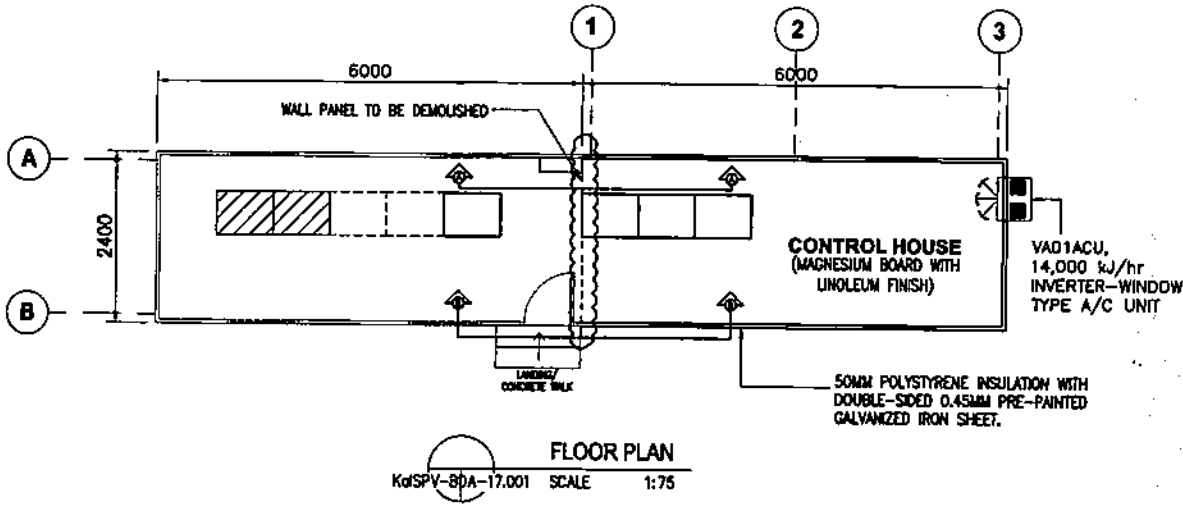 1
2
3
6000
6000
WALL PANEL TO BE DEMOLISHED
A
2400
B
CONTROL HOUSE
(MAGNESIUM BOARD WITH
LINOLEUM FINISH)
VA01ACU,
14,000 kJ/hr
INVERTER-WINDOW
TYPE A/C UNIT
LANDING/
CONCRETE WALK
50MM POLYSTYRENE INSULATION WITH
DOUBLE-SIDED 0.45MM PRE-PAINTED
GALVANIZED IRON SHEET.
FLOOR PLAN
SCALE 1:75